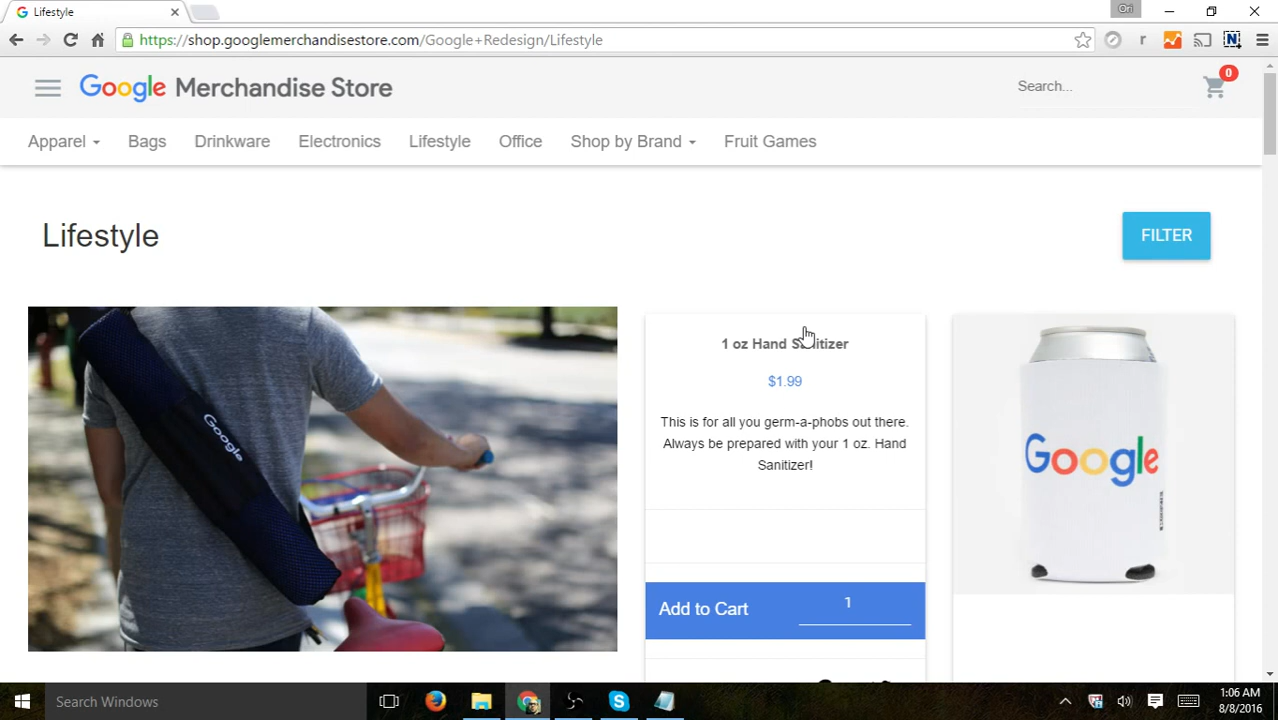 Lifestyle
Ori
https://shop.googlemerchandisestore.com/Google+Redesign/Lifestyle
r
N
Google Merchandise Store
Search...
0
Apparel
Bags
Drinkware
Electronics
Lifestyle
Office
Shop by Brand
Fruit Games
Lifestyle
FILTER
Google
1 oz Hand Sanitizer
$1.99
This is for all you germ-a-phobs out there.
Always be prepared with your 1 oz. Hand
Sanitizer!
Add to Cart
1
Google
Search Windows
1:06 AM
8/8/2016